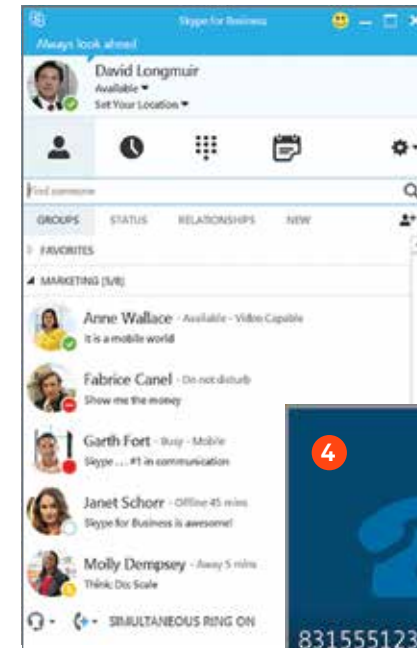 Skype for Business
Always look ahead
David Longmuir
Available
Set Your Location
Find someone
GROUPS STATUS RELATIONSHIPS NEW
FAVORITES
MARKETING (5/8)
Anne Wallace - Available - Video Capable
It is a mobile world
Fabrice Canel - Do not disturb
Show me the money
Garth Fort - Busy - Mobile
Skype . . . #1 in communication
Janet Schorr - Offline 45 mins
Skype for Business is awesome!
Molly Dempsey - Away 5 mins
Think: Doc Scale
SIMULTANEOUS RING ON
4
831555123